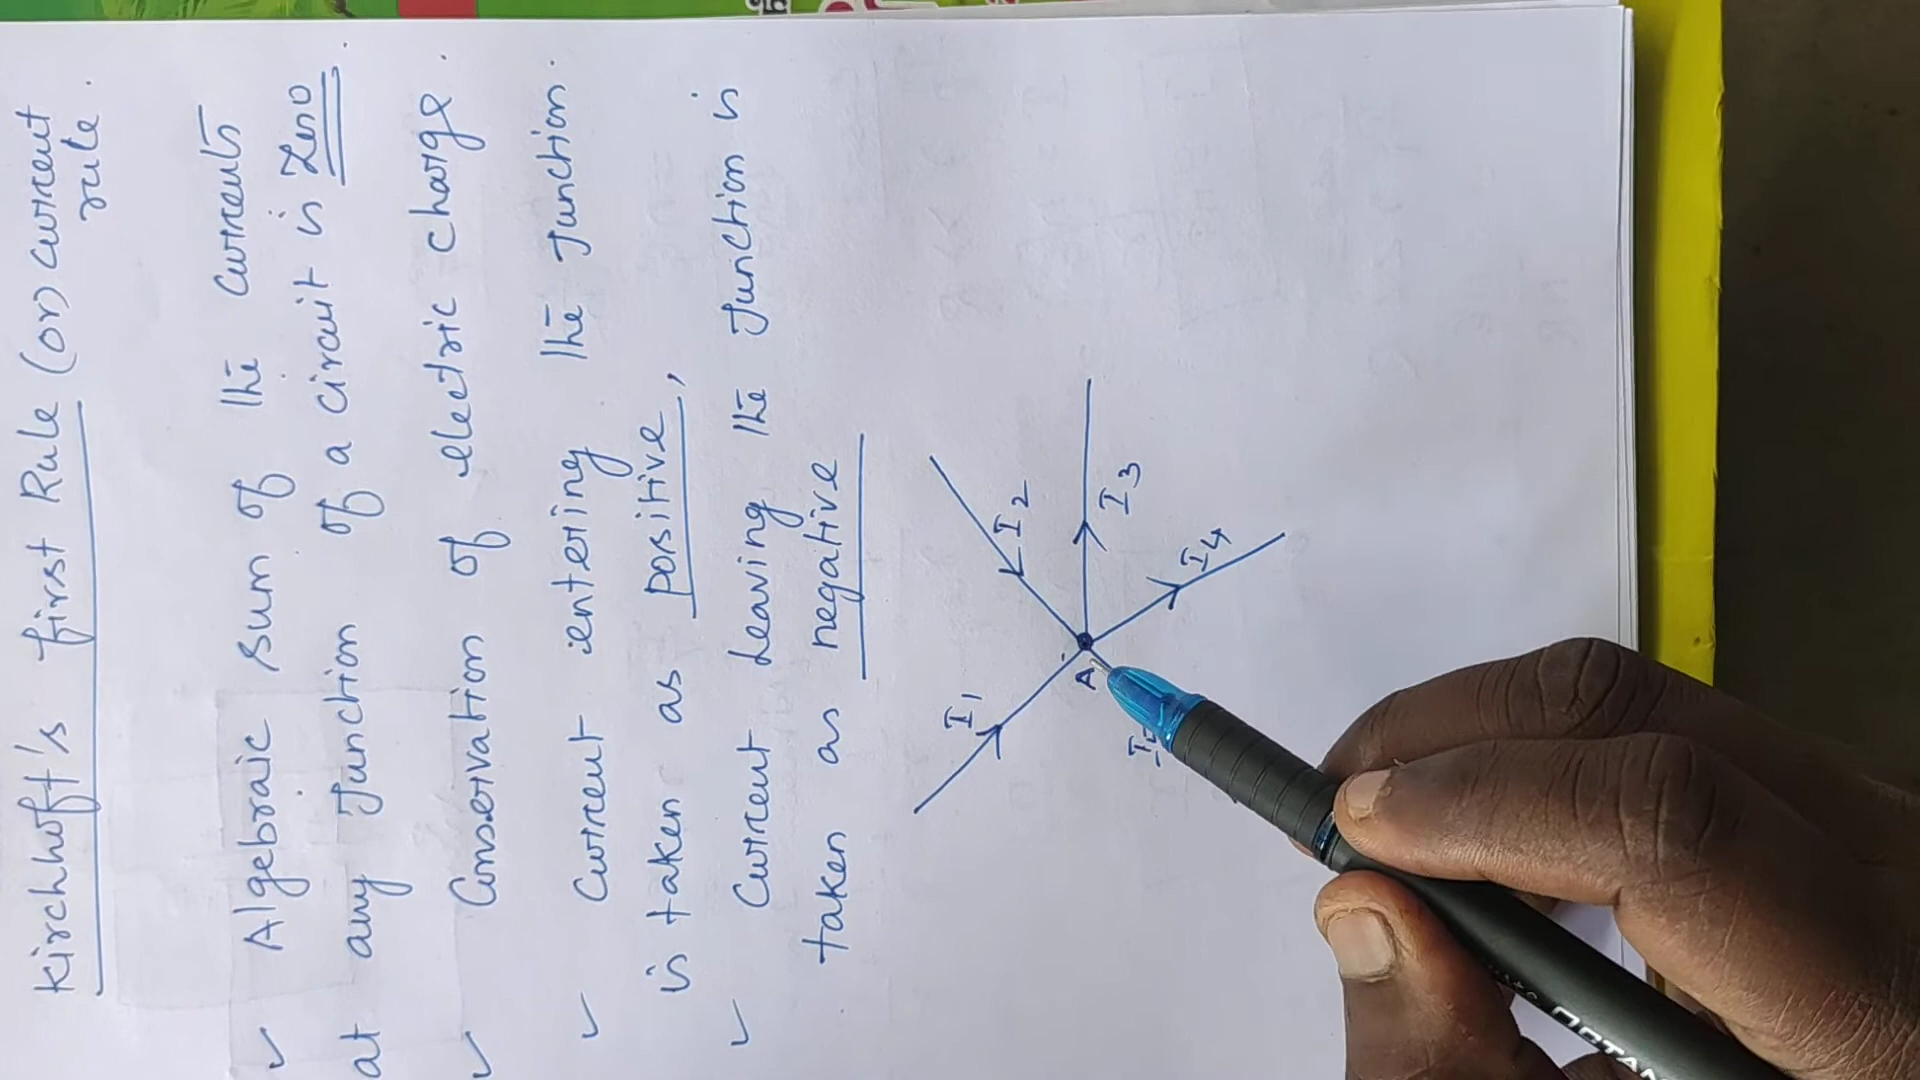 Kirchhoff's first Rule (or) current
rule.
✓ Algebraic sum of the currents
at any Junction of a circuit is zero.
✓ Conservation of electric charge.
✓ Current entering the Junction.
is taken as positive,
✓ Current Leaving the Junction is
taken as negative
I1
I2
I3
I4
A